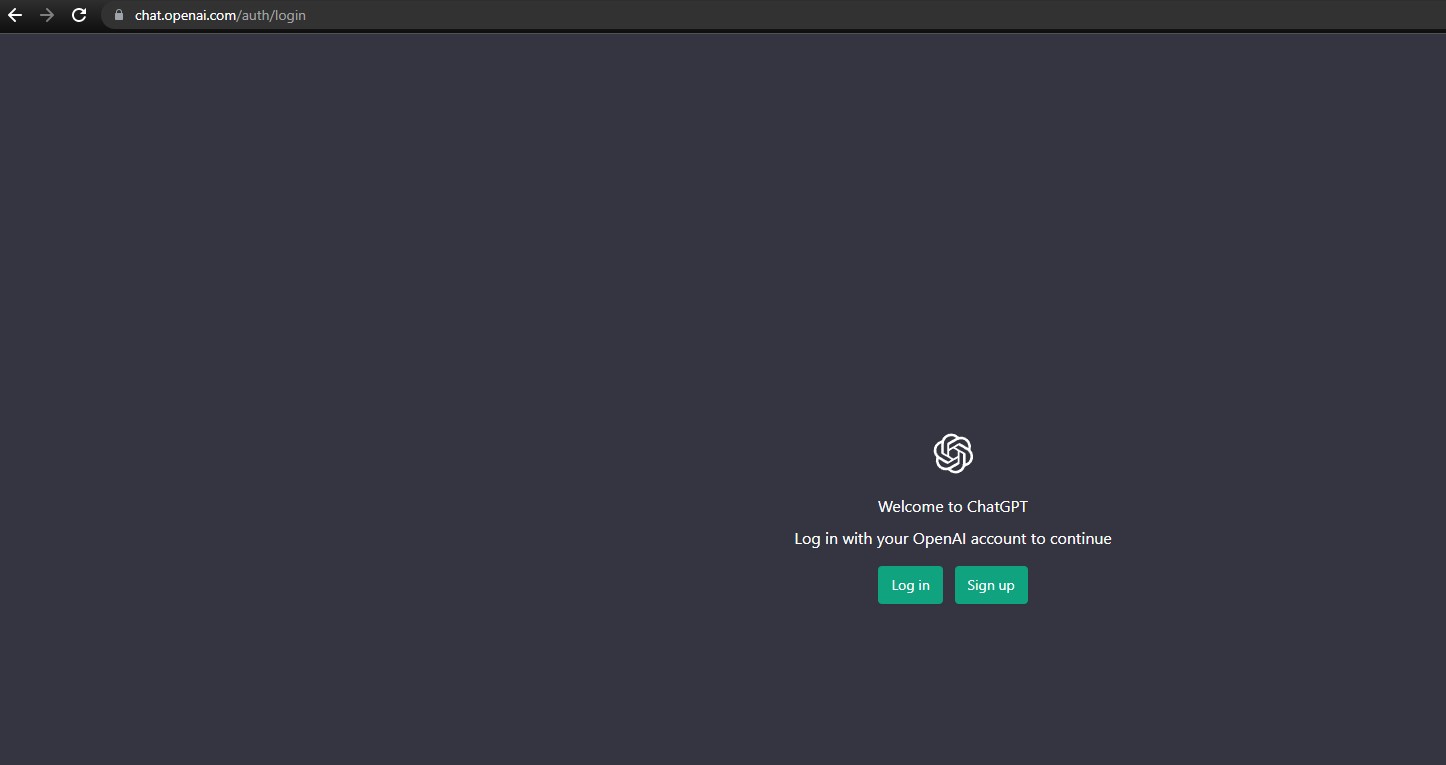 chat.openai.com/auth/login
Welcome to ChatGPT
Log in with your OpenAI account to continue
Log in
Sign up